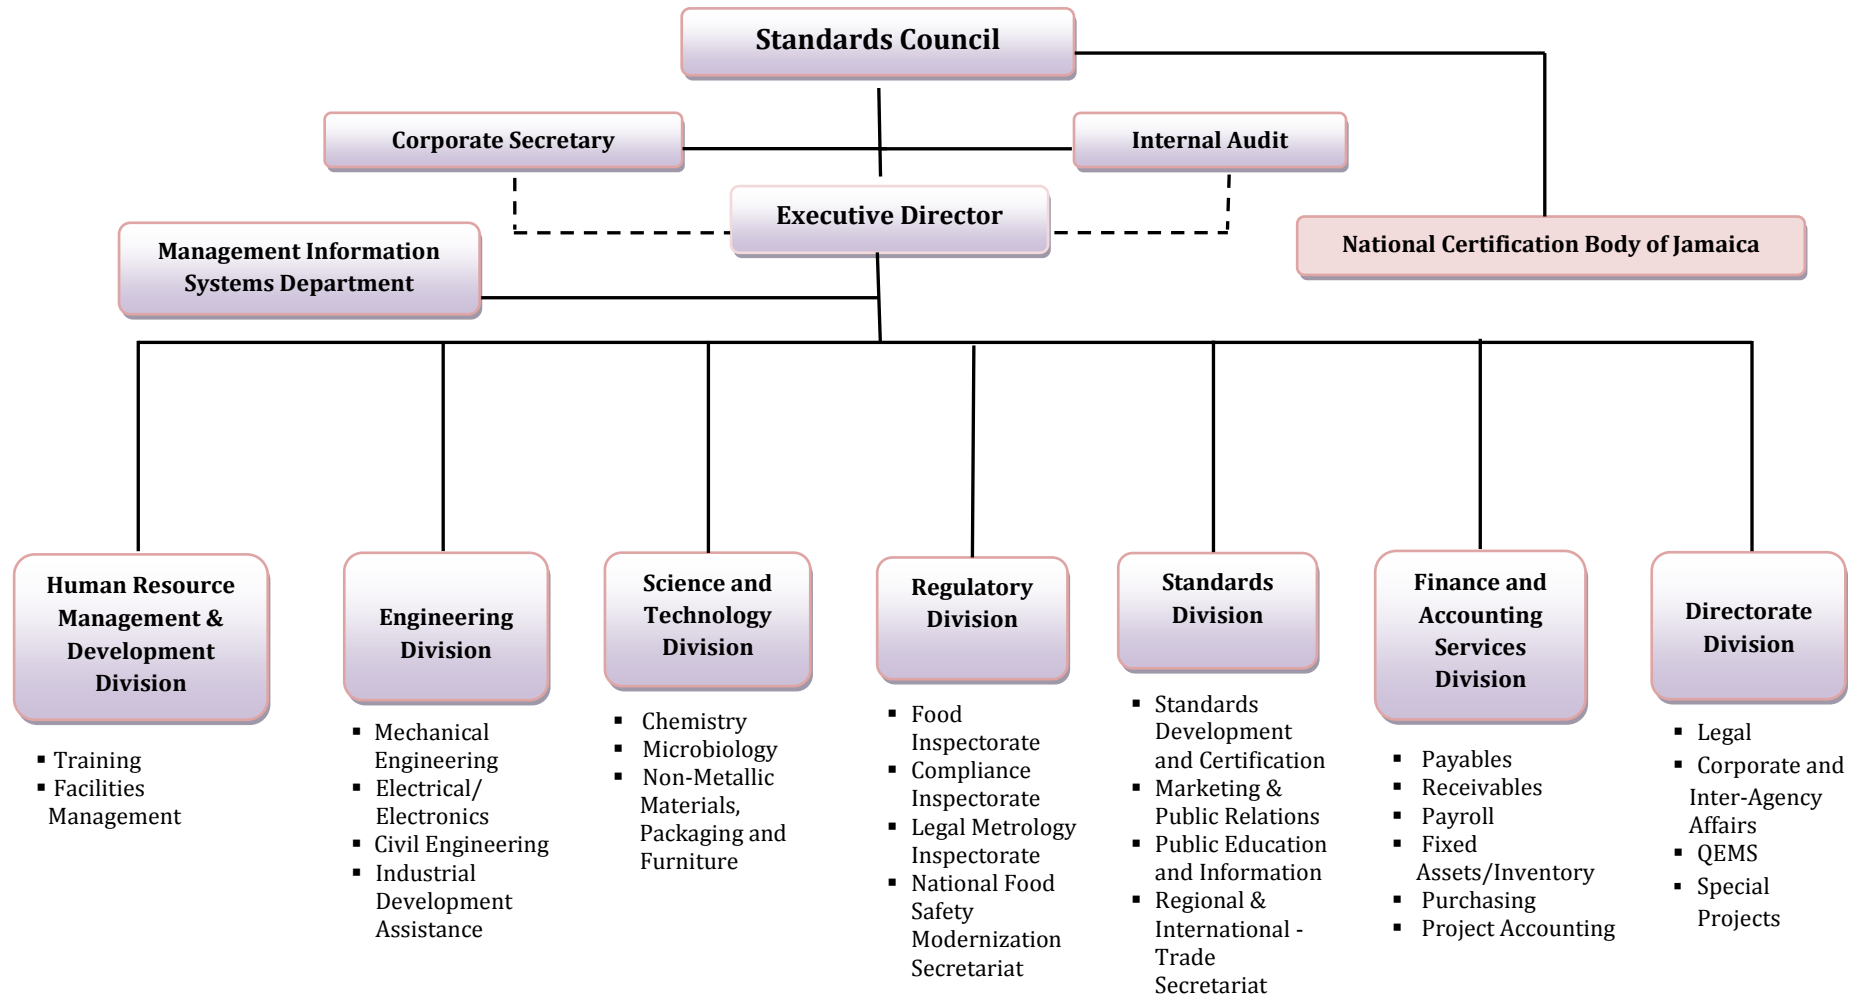 Standards Council
Corporate Secretary
Internal Audit
Executive Director
Management Information
Systems Department
National Certification Body of Jamaica
Human Resource
Management &
Development
Division
▪ Training
▪ Facilities
Management
Engineering
Division
▪ Mechanical
Engineering
▪ Electrical/
Electronics
▪ Civil Engineering
▪ Industrial
Development
Assistance
Science and
Technology
Division
▪ Chemistry
▪ Microbiology
▪ Non-Metallic
Materials,
Packaging and
Furniture
Regulatory
Division
▪ Food
Inspectorate
▪ Compliance
Inspectorate
▪ Legal Metrology
Inspectorate
▪ National Food
Safety
Modernization
Secretariat
Standards
Division
▪ Standards
Development
and Certification
▪ Marketing &
Public Relations
▪ Public Education
and Information
▪ Regional &
International -
Trade
Secretariat
Finance and
Accounting
Services
Division
▪ Payables
▪ Receivables
▪ Payroll
▪ Fixed
Assets/Inventory
▪ Purchasing
▪ Project Accounting
Directorate
Division
▪ Legal
▪ Corporate and
Inter-Agency
Affairs
▪ QEMS
▪ Special
Projects